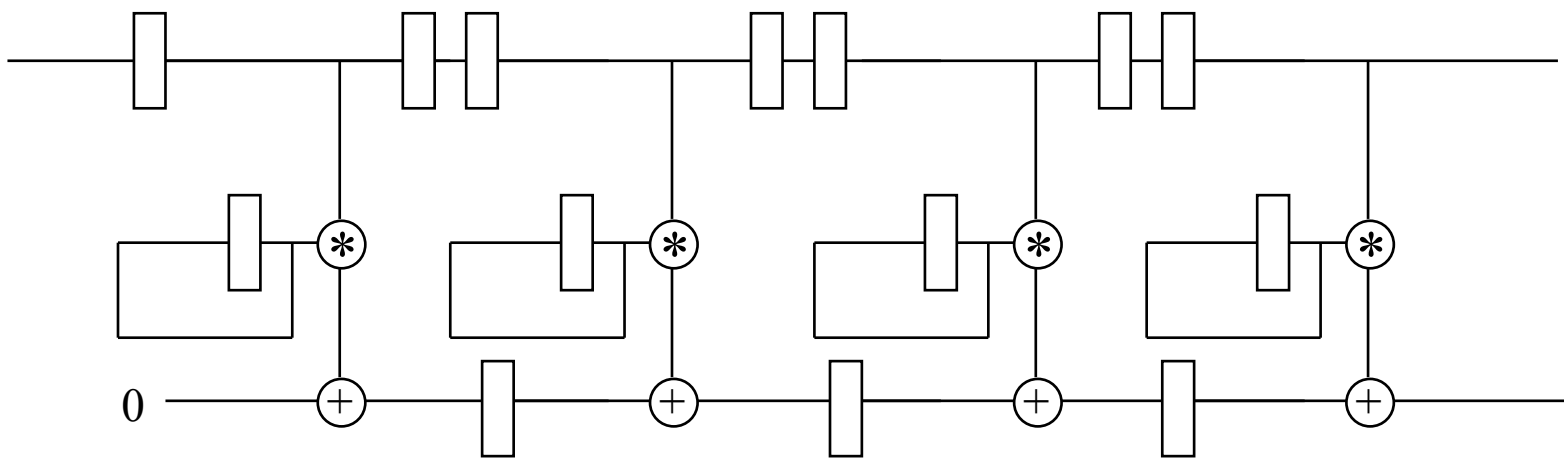 * * * *
0 + + + +